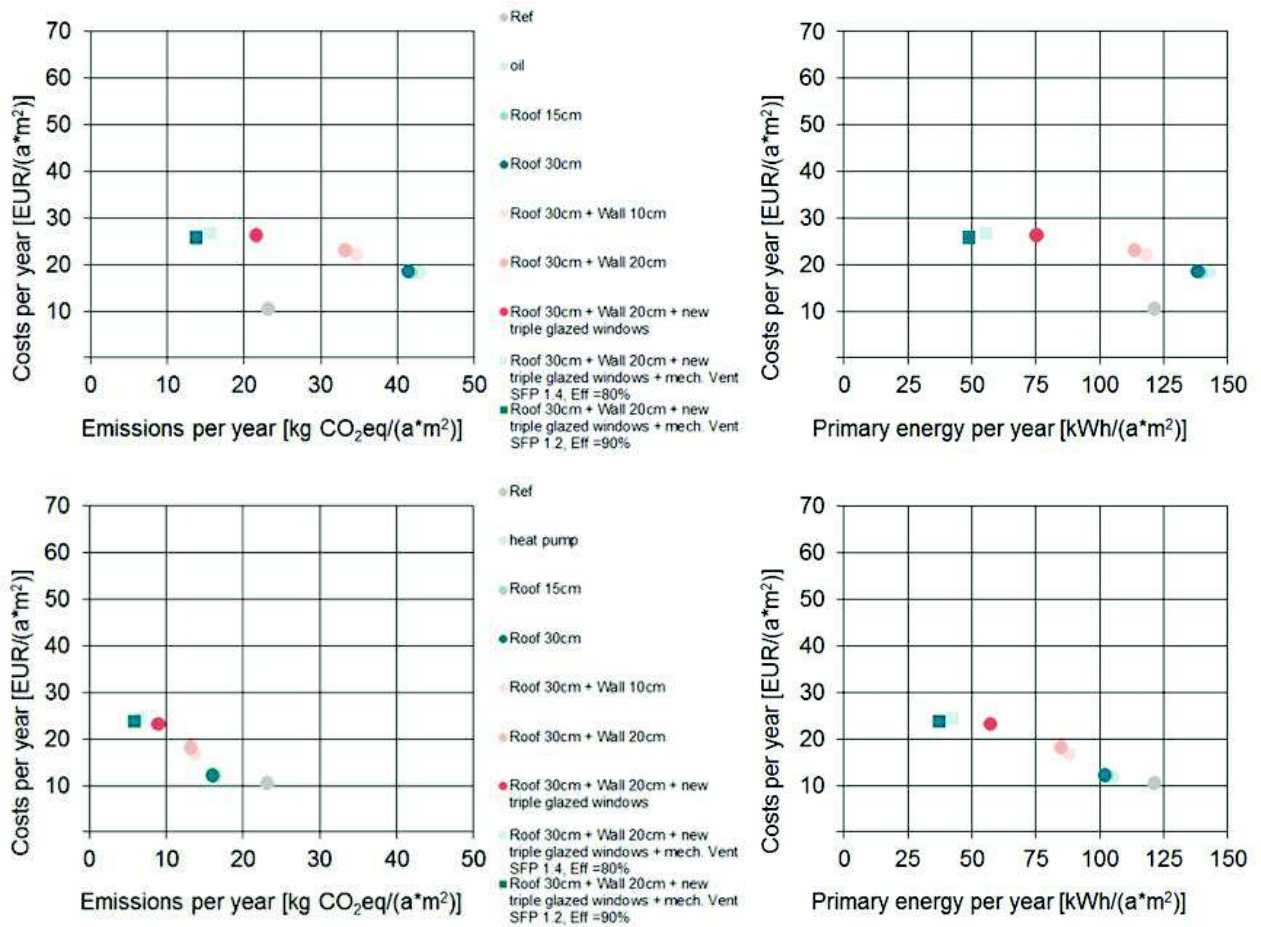 70
60
50
40
30
20
10
Costs per year [EUR/(a*m²)]
0
10
20
30
40
50
Emissions per year [kg CO₂eq/(a*m²)]
Ref
oil
Roof 15cm
Roof 30cm
Roof 30cm + Wall 10cm
Roof 30cm + Wall 20cm
Roof 30cm + Wall 20cm + new
triple glazed windows
Roof 30cm + Wall 20cm + new
triple glazed windows + mech. Vent
SFP 1.4, Eff =80%
Roof 30cm + Wall 20cm + new
triple glazed windows + mech. Vent
SFP 1.2, Eff =90%
70
60
50
40
30
20
10
Costs per year [EUR/(a*m²)]
0
25
50
75
100
125
150
Primary energy per year [kWh/(a*m²)]
70
60
50
40
30
20
10
Costs per year [EUR/(a*m²)]
0
10
20
30
40
50
Emissions per year [kg CO₂eq/(a*m²)]
Ref
heat pump
Roof 15cm
Roof 30cm
Roof 30cm + Wall 10cm
Roof 30cm + Wall 20cm
Roof 30cm + Wall 20cm + new
triple glazed windows
Roof 30cm + Wall 20cm + new
triple glazed windows + mech. Vent
SFP 1.4, Eff =80%
Roof 30cm + Wall 20cm + new
triple glazed windows + mech. Vent
SFP 1.2, Eff =90%
70
60
50
40
30
20
10
Costs per year [EUR/(a*m²)]
0
25
50
75
100
125
150
Primary energy per year [kWh/(a*m²)]